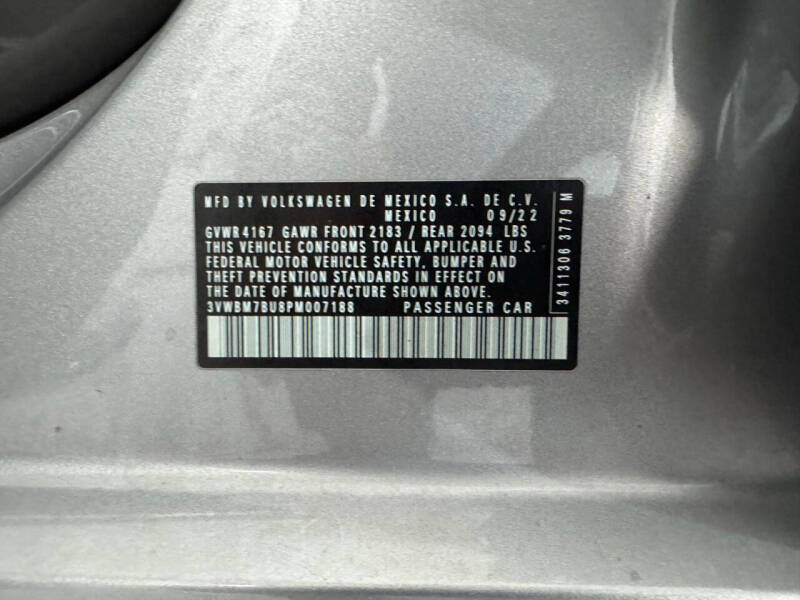 MFD BY VOLKSWAGEN DE MEXICO S.A. DE C.V.
MEXICO 09/22
GVWR 4167 GAWR FRONT 2183 / REAR 2094 LBS
THIS VEHICLE CONFORMS TO ALL APPLICABLE U.S.
FEDERAL MOTOR VEHICLE SAFETY, BUMPER AND
THEFT PREVENTION STANDARDS IN EFFECT ON
THE DATE OF MANUFACTURE SHOWN ABOVE.
3VWBM7BU8PM007188 PASSENGER CAR
3411306 3779 M